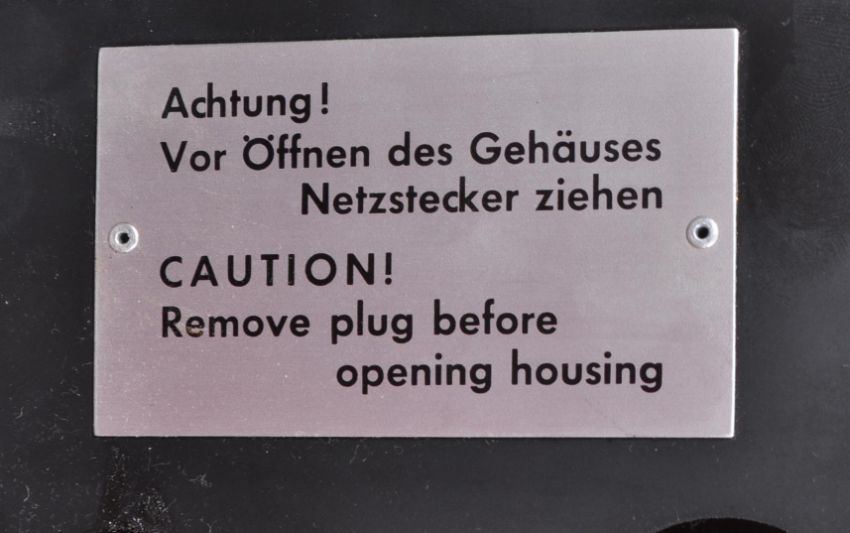 Achtung!
Vor Öffnen des Gehäuses
Netzstecker ziehen
CAUTION!
Remove plug before
opening housing